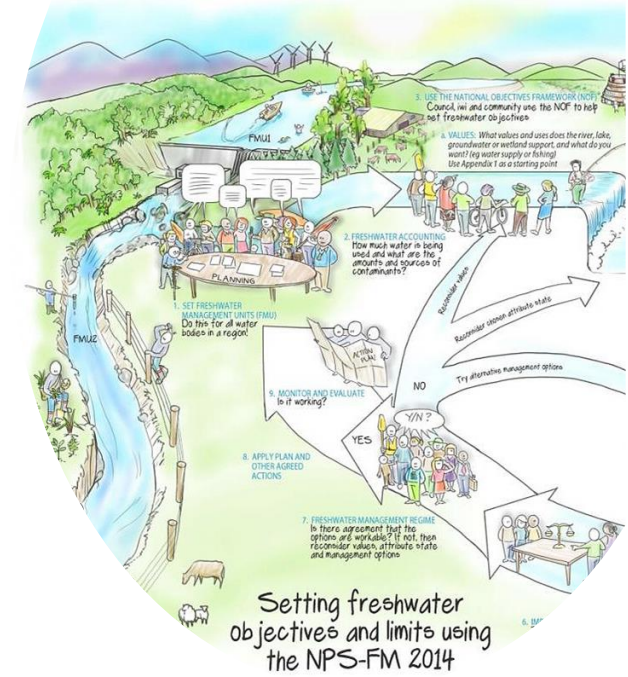 3. USE THE NATIONAL OBJECTIVES FRAMEWORK (NOF)
Council, iwi and community use the NOF to help
set freshwater objectives
a. VALUES: What values and uses does the river, lake,
groundwater or wetland support, and what do you
want? (eg water supply or fishing)
Use Appendix 1 as a starting point
FMU1
2. FRESHWATER ACCOUNTING
How much water is being
used and what are the
amounts and sources of
contaminants?
PLANNING
1. SET FRESHWATER
MANAGEMENT UNITS (FMU)
Do this for all water
bodies in a region!
FMU2
Reconsider values
Reconsider chosen attribute state
Try alternative management options
ACTION
PLAN!
NO
9. MONITOR AND EVALUATE
Is it working?
Y/N?
YES
8. APPLY PLAN AND
OTHER AGREED
ACTIONS
7. FRESHWATER MANAGEMENT REGIME
Is there agreement that the
options are workable? If not, then
reconsider values, attribute state
and management options
6.
Setting freshwater
objectives and limits using
the NPS-FM 2014